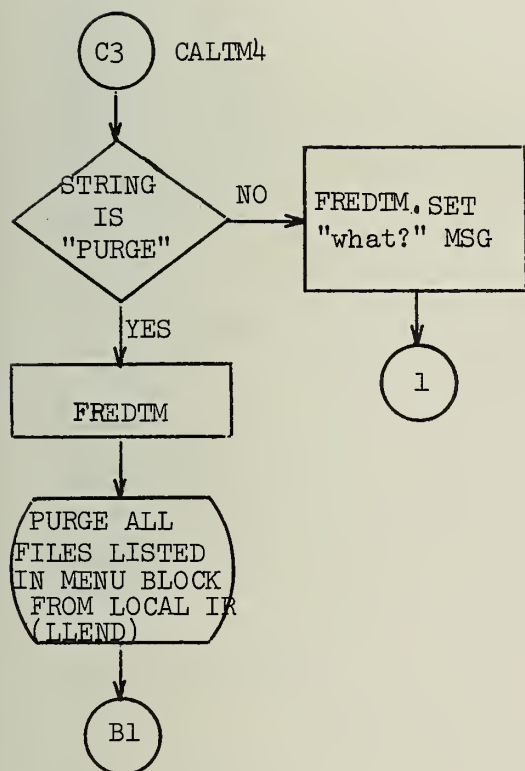 C3 CALTM4
STRING
IS
"PURGE"
NO
FREDTM. SET
"what?" MSG
1
YES
FREDTM
PURGE ALL
FILES LISTED
IN MENU BLOCK
FROM LOCAL IR
(LLEND)
B1